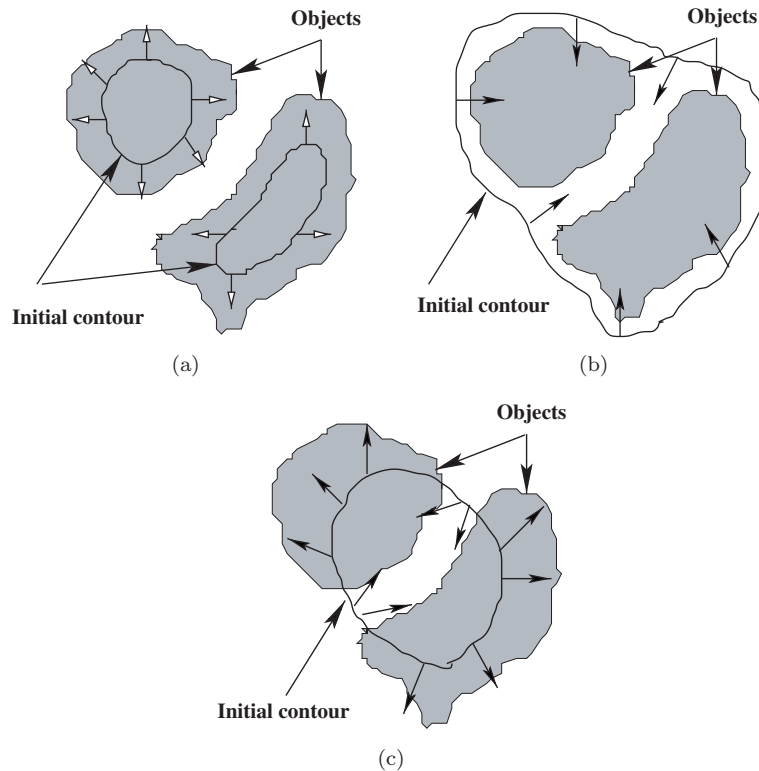 Objects
Initial contour
(a)
Objects
Initial contour
(b)
Objects
Initial contour
(c)